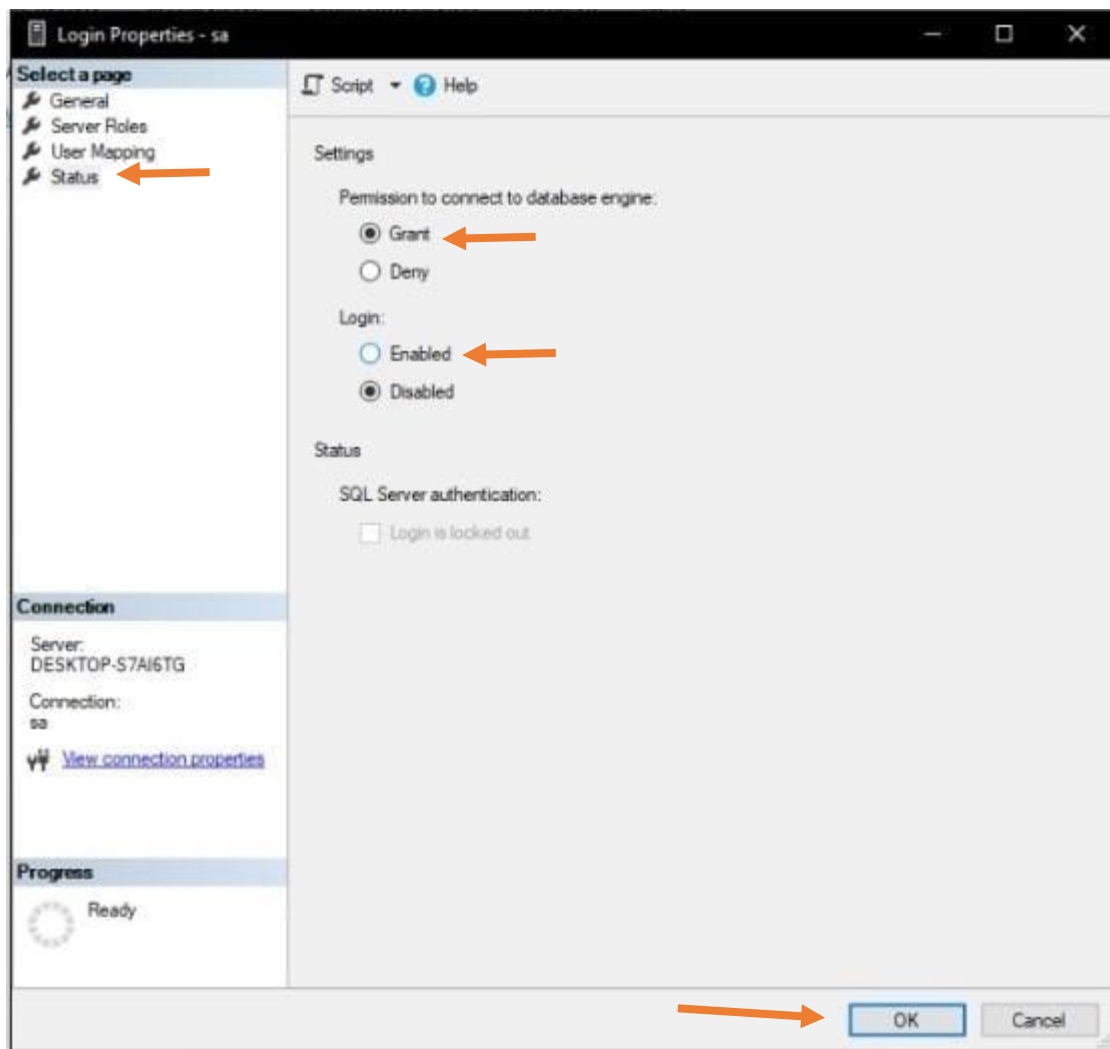 Login Properties - sa
Select a page
General
Server Roles
User Mapping
Status
Script
Help
Settings
Permission to connect to database engine:
Grant
Deny
Login:
Enabled
Disabled
Status
SQL Server authentication:
Login is locked out
Connection
Server:
DESKTOP-S7AI6TG
Connection:
sa
View connection properties
Progress
Ready
OK
Cancel